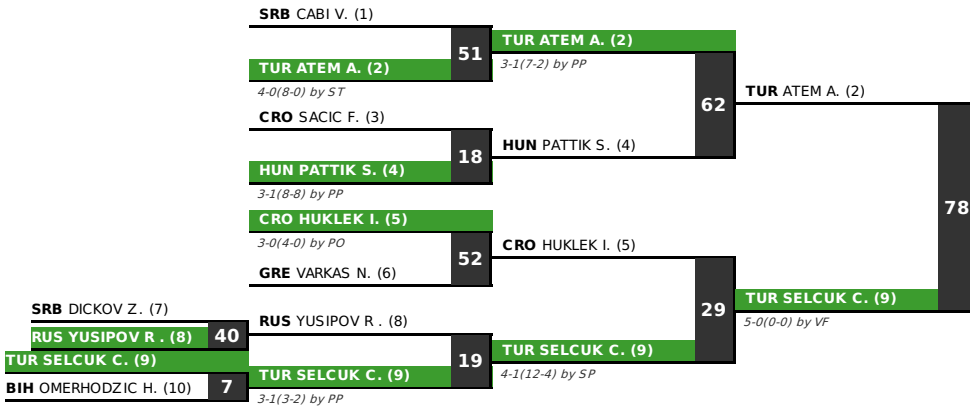 SRB CABI V. (1)
51
TUR ATEM A. (2)
4-0(8-0) by ST
CRO SACIC F. (3)
18
HUN PATTIK S. (4)
3-1(8-8) by PP
CRO HUKLEK I. (5)
3-0(4-0) by PO
52
GRE VARKAS N. (6)
SRB DICKOV Z. (7)
RUS YUSIPOV R . (8)
40
TUR SELCUK C. (9)
BIH OMERHODZIC H. (10)
7
RUS YUSIPOV R . (8)
19
TUR SELCUK C. (9)
3-1(3-2) by PP
TUR ATEM A. (2)
3-1(7-2) by PP
62
HUN PATTIK S. (4)
CRO HUKLEK I. (5)
29
TUR SELCUK C. (9)
4-1(12-4) by SP
TUR ATEM A. (2)
78
TUR SELCUK C. (9)
5-0(0-0) by VF